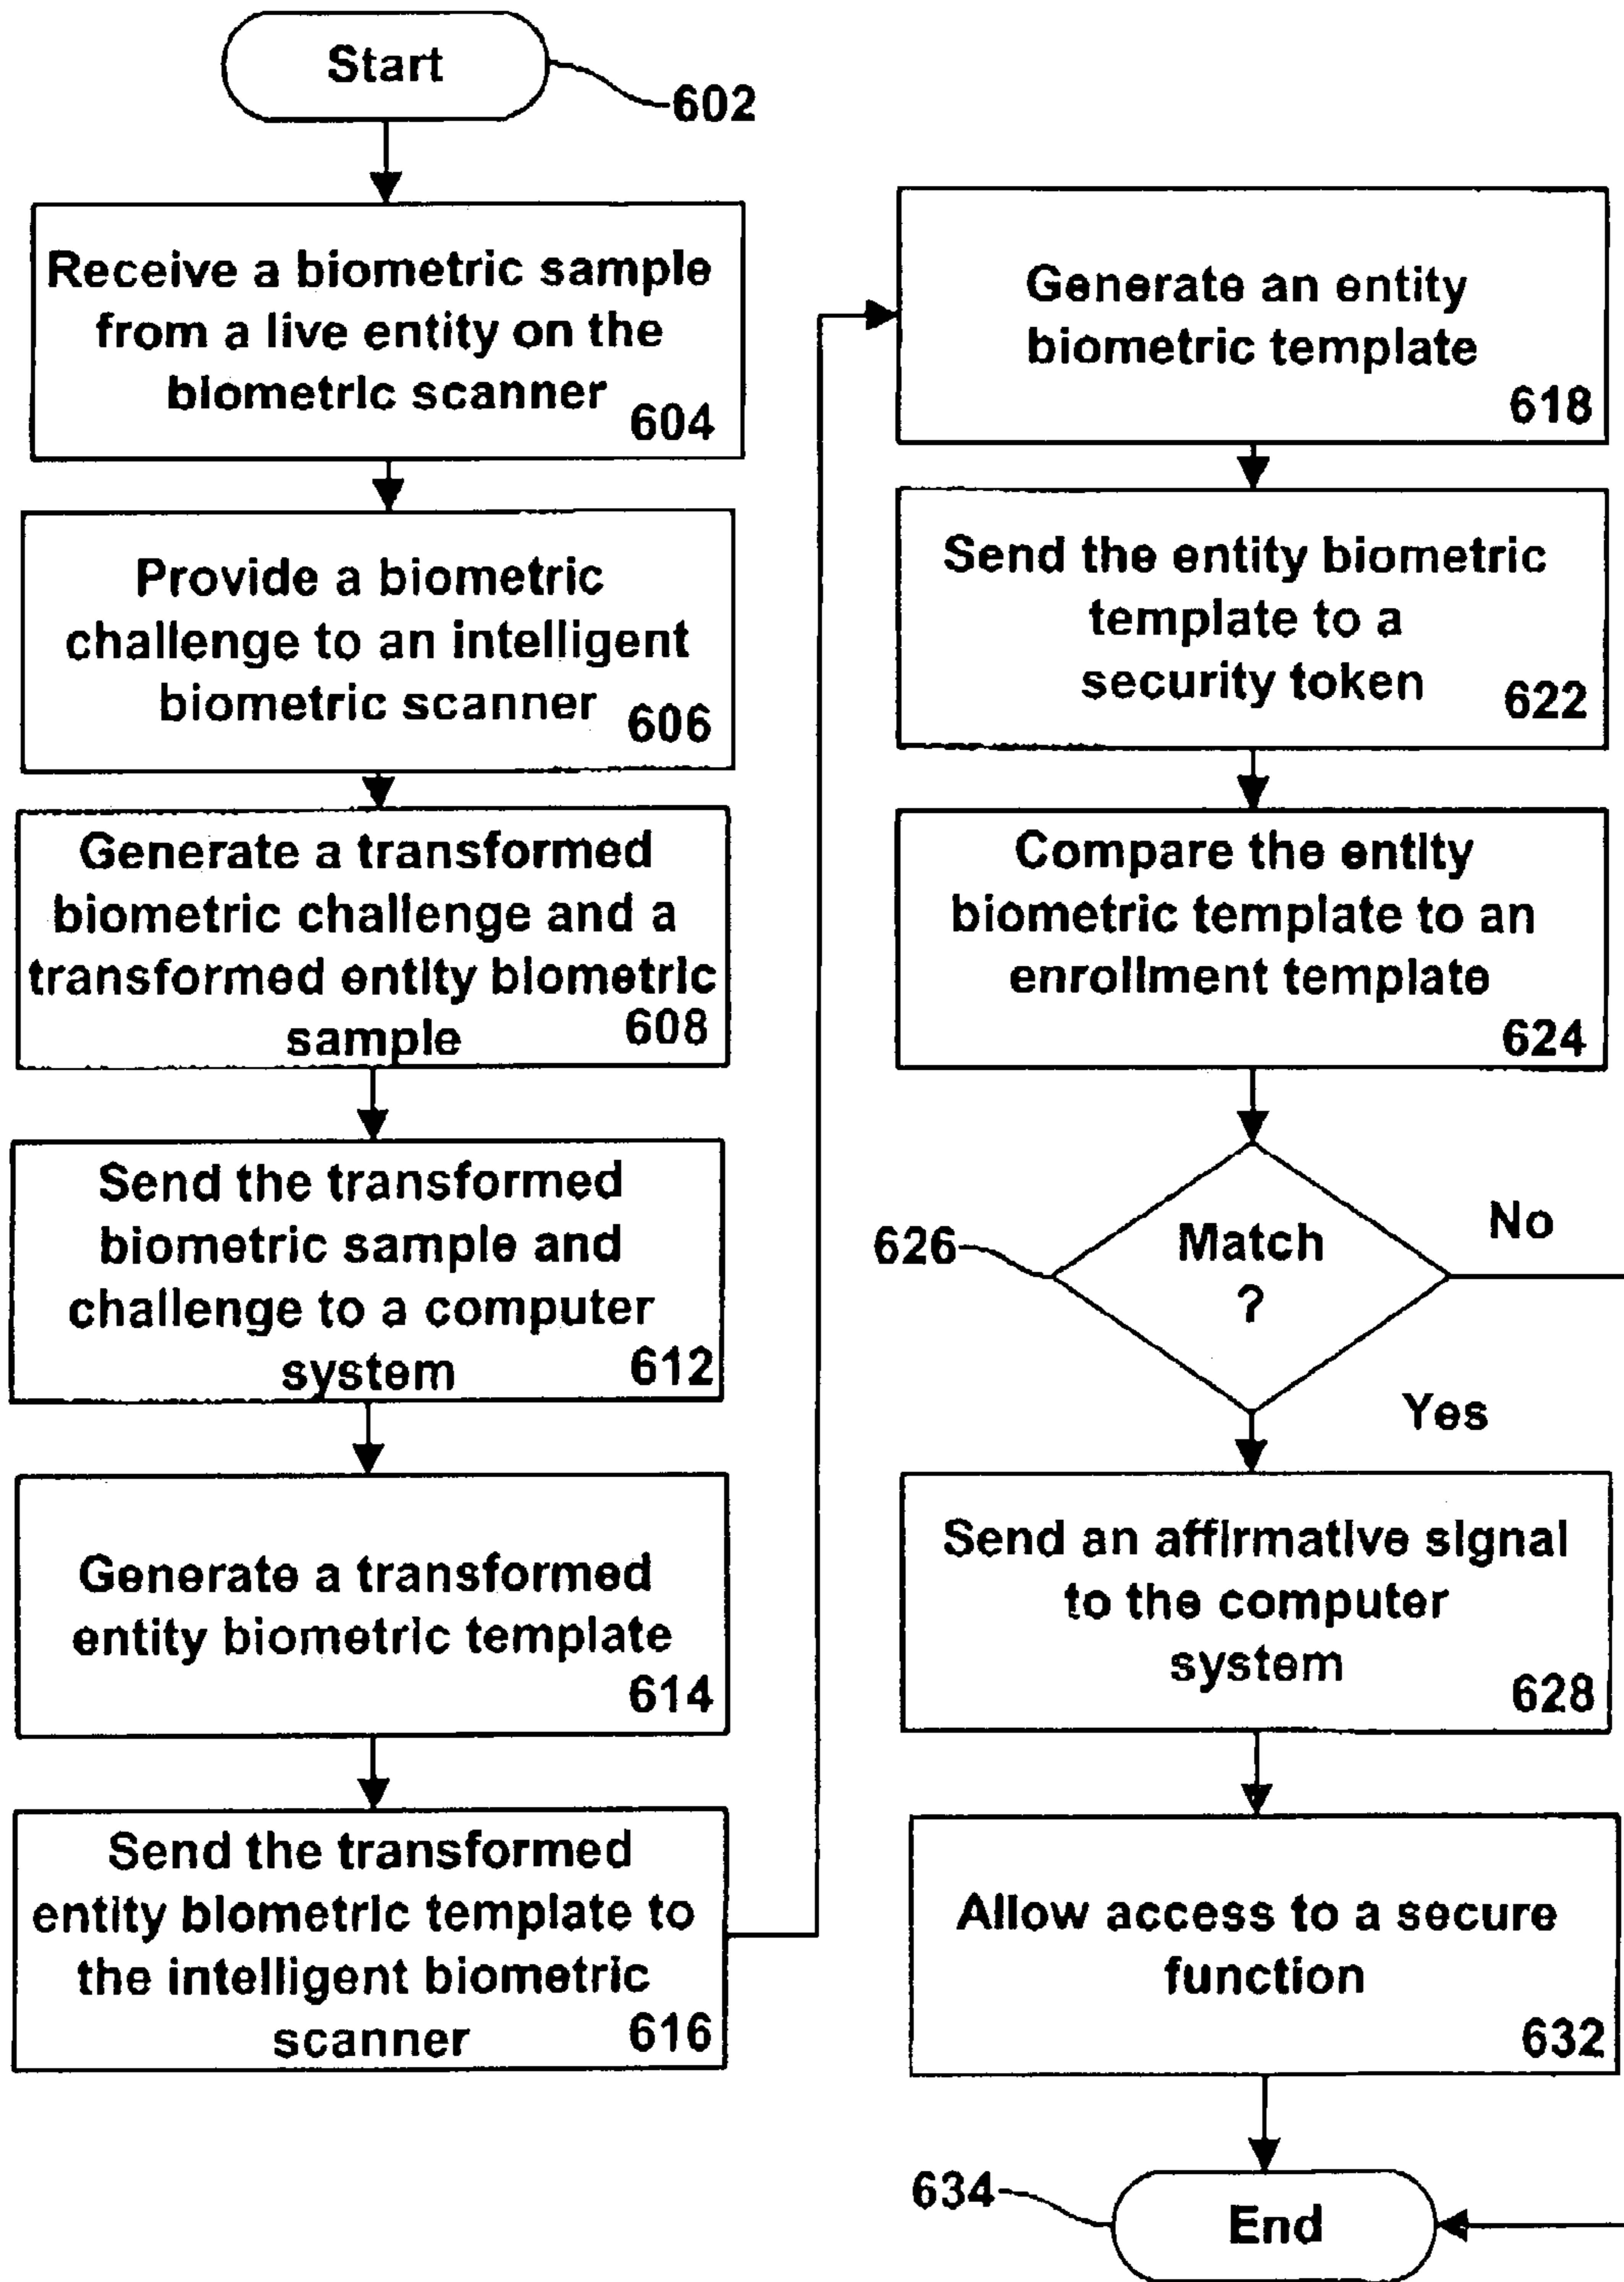 Start
602
Receive a biometric sample
from a live entity on the
biometric scanner
604
Provide a biometric
challenge to an intelligent
biometric scanner
606
Generate a transformed
biometric challenge and a
transformed entity biometric
sample
608
Send the transformed
biometric sample and
challenge to a computer
system
612
Generate a transformed
entity biometric template
614
Send the transformed
entity biometric template to
the intelligent biometric
scanner
616
Generate an entity
biometric template
618
Send the entity biometric
template to a
security token
622
Compare the entity
biometric template to an
enrollment template
624
626
Match
?
No
Yes
Send an affirmative signal
to the computer
system
628
Allow access to a secure
function
632
634
End